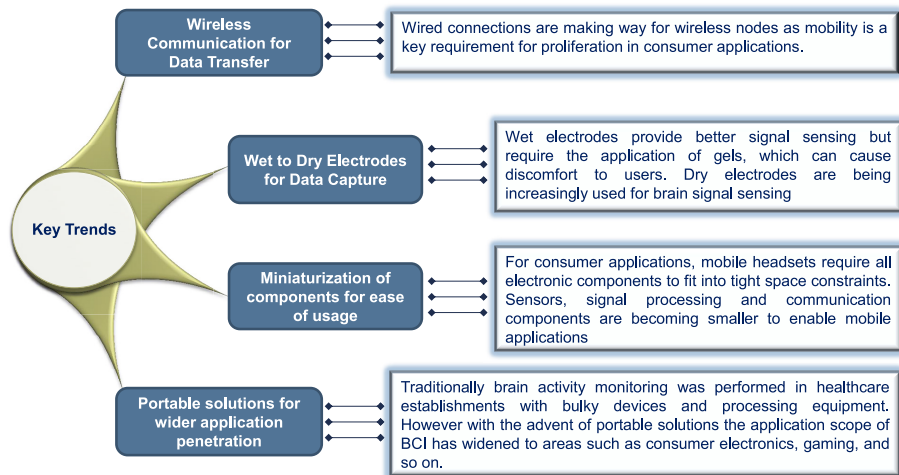 Key Trends
Wireless
Communication for
Data Transfer
Wired connections are making way for wireless nodes as mobility is a
key requirement for proliferation in consumer applications.
Wet to Dry Electrodes
for Data Capture
Wet electrodes provide better signal sensing but
require the application of gels, which can cause
discomfort to users. Dry electrodes are being
increasingly used for brain signal sensing
Miniaturization of
components for ease
of usage
For consumer applications, mobile headsets require all
electronic components to fit into tight space constraints.
Sensors, signal processing and communication
components are becoming smaller to enable mobile
applications
Portable solutions for
wider application
penetration
Traditionally brain activity monitoring was performed in healthcare
establishments with bulky devices and processing equipment.
However with the advent of portable solutions the application scope of
BCI has widened to areas such as consumer electronics, gaming, and
so on.